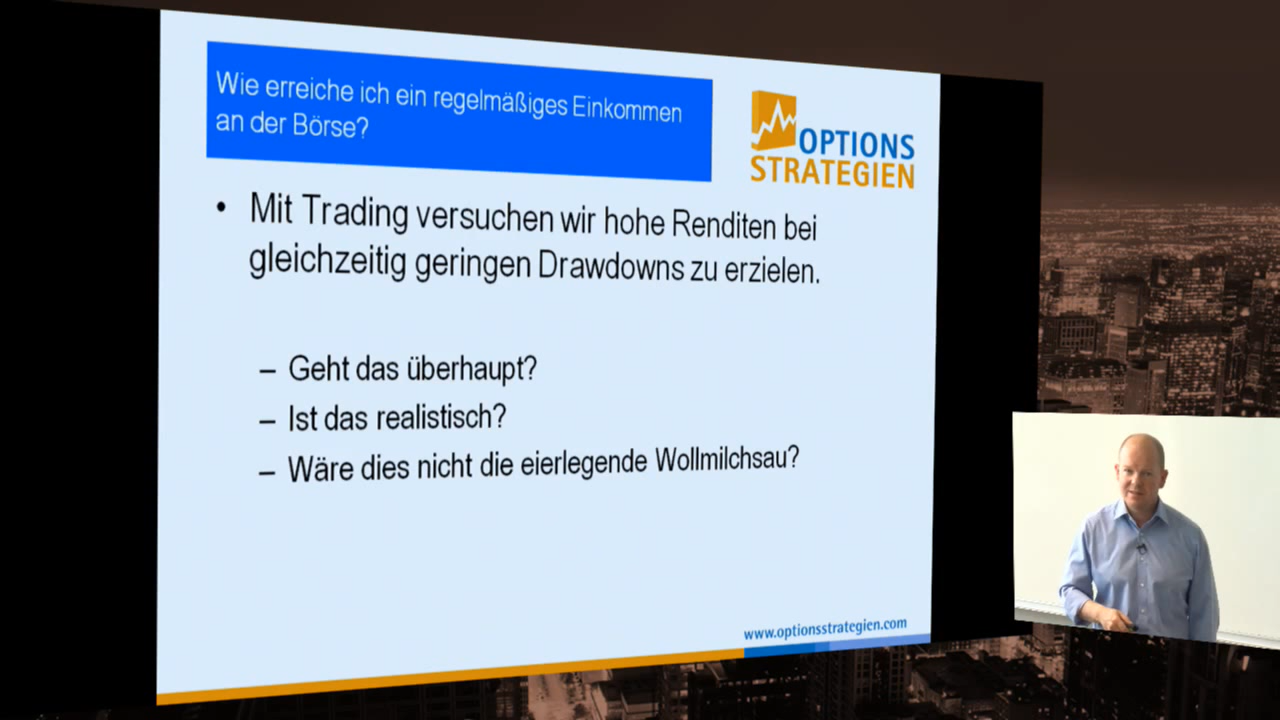 Wie erreiche ich ein regelmäßiges Einkommen
an der Börse?
OPTIONS
STRATEGIEN
• Mit Trading versuchen wir hohe Renditen bei
gleichzeitig geringen Drawdowns zu erzielen.
– Geht das überhaupt?
– Ist das realistisch?
– Wäre dies nicht die eierlegende Wollmilchsau?
www.optionsstrategien.com